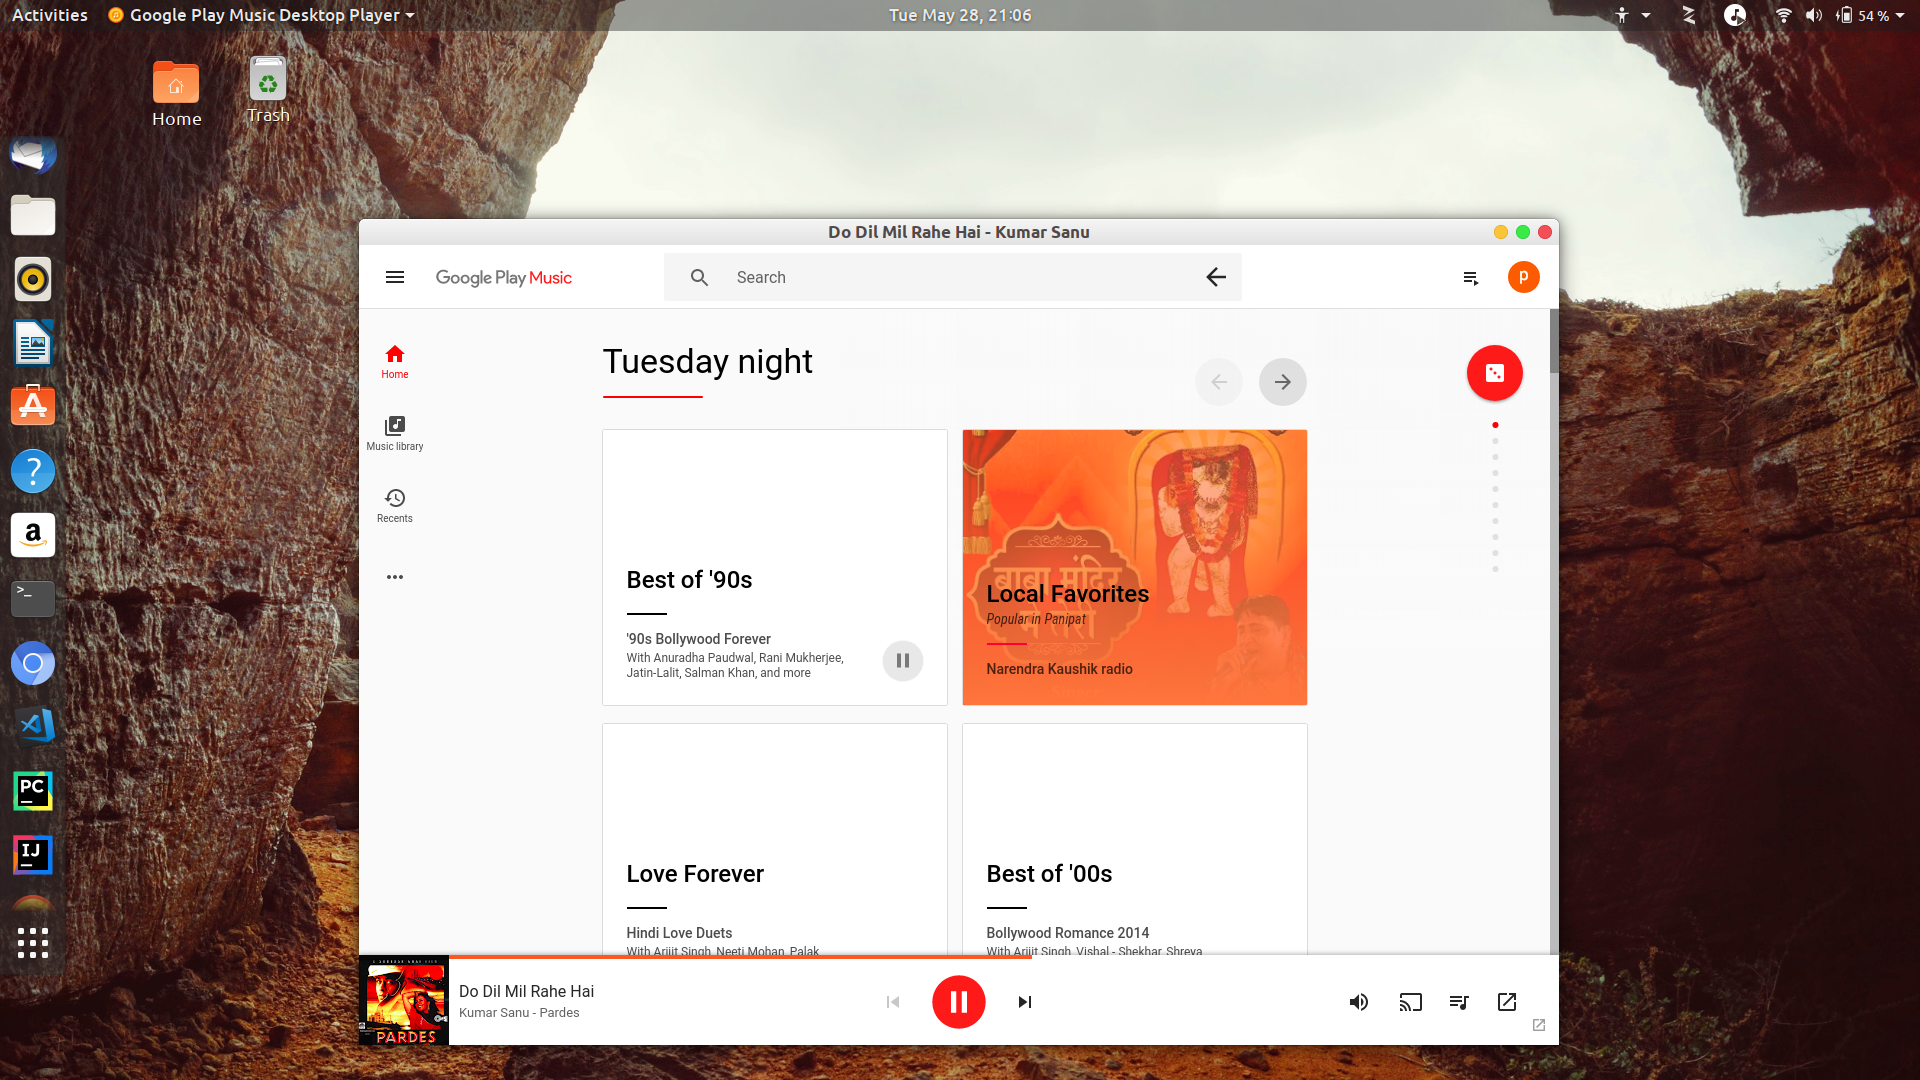 Activities
Google Play Music Desktop Player
Tue May 28, 21:06
54 %
Home
Trash
Do Dil Mil Rahe Hai - Kumar Sanu
Google Play Music
Search
p
Home
Music library
Recents
Tuesday night
Best of '90s
'90s Bollywood Forever
With Anuradha Paudwal, Rani Mukherjee,
Jatin-Lalit, Salman Khan, and more
बाबा मंदिर
Local Favorites
Popular in Panipat
Narendra Kaushik radio
Love Forever
Hindi Love Duets
With Arijit Singh, Neeti Mohan, Palak
Best of '00s
Bollywood Romance 2014
With Arijit Singh, Vishal - Shekhar, Shreya
PARDES
Do Dil Mil Rahe Hai
Kumar Sanu - Pardes
a
>_
PC
IJ